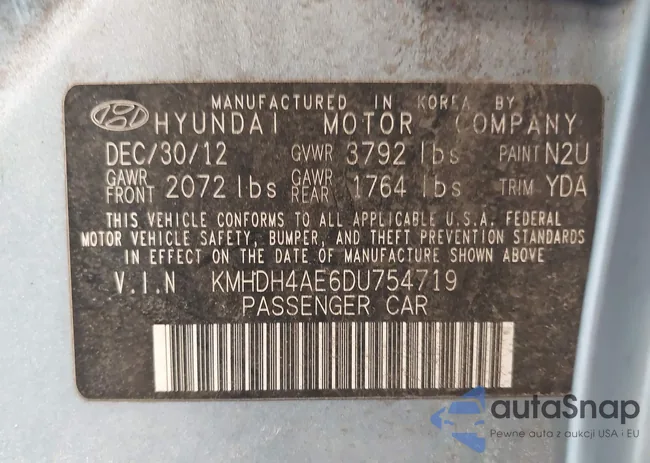 MANUFACTURED IN KOREA BY
HYUNDAI MOTOR COMPANY
DEC/30/12 GVWR 3792 lbs PAINT N2U
GAWR FRONT 2072 lbs GAWR REAR 1764 lbs TRIM YDA
THIS VEHICLE CONFORMS TO ALL APPLICABLE U.S.A. FEDERAL
MOTOR VEHICLE SAFETY, BUMPER, AND THEFT PREVENTION STANDARDS
IN EFFECT ON THE DATE OF MANUFACTURE SHOWN ABOVE
V.I.N KMHDH4AE6DU754719
PASSENGER CAR
autaSnap
Pewne auta z aukcji USA i EU